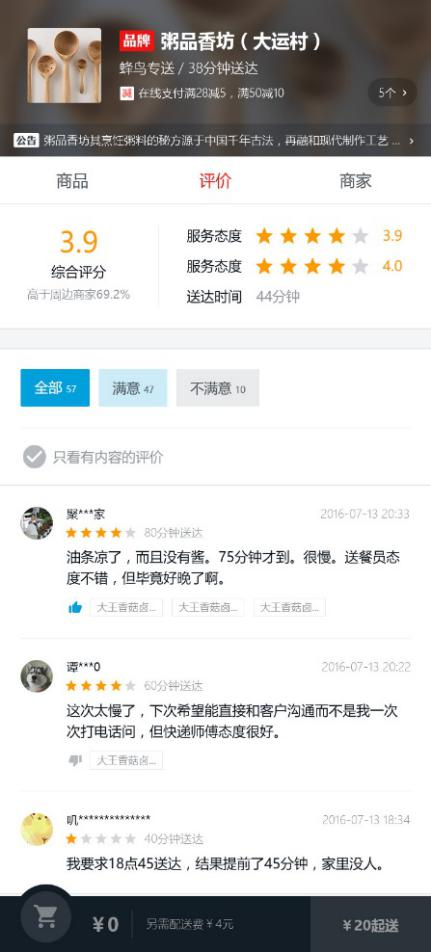 品牌 粥品香坊（大运村）
蜂鸟专送 / 38分钟送达
减 在线支付满28减5，满50减10
5个 >
公告 粥品香坊其烹饪粥料的秘方源于中国千年古法，再融和现代制作工艺 ... >
商品 评价 商家
3.9
综合评分
高于周边商家69.2%
服务态度 3.9
服务态度 4.0
送达时间 44分钟
全部 57 满意 47 不满意 10
只看有内容的评价
聚***家 2016-07-13 20:33
80分钟送达
油条凉了，而且没有酱。75分钟才到。很慢。送餐员态
度不错，但毕竟好晚了啊。
大王香菇卤... 大王香菇卤... 大王香菇卤...
谭***0 2016-07-13 20:22
60分钟送达
这次太慢了，下次希望能直接和客户沟通而不是我一次
次打电话问，但快递师傅态度很好。
大王香菇卤...
叽************** 2016-07-13 18:34
40分钟送达
我要求18点45送达，结果提前了45分钟，家里没人。
￥0 另需配送费￥4元 ￥20起送